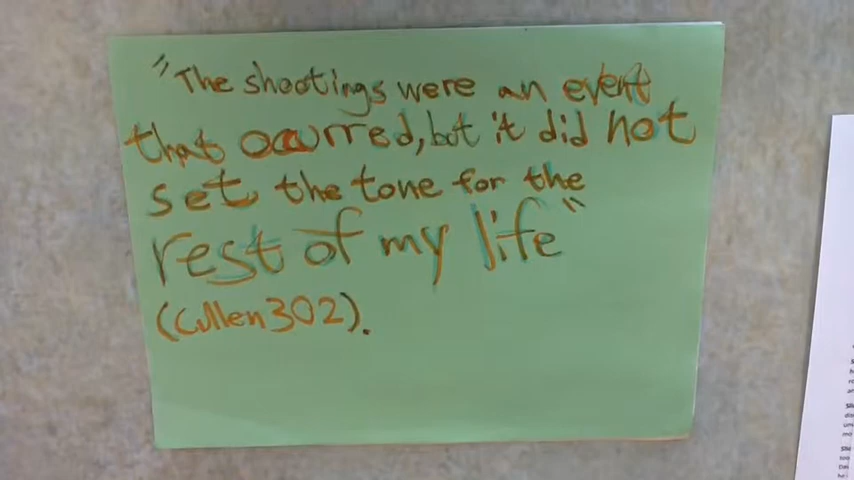 "The shootings were an event
that ocurred, but it did not
set the tone for the
rest of my life"
(Cullen 302).